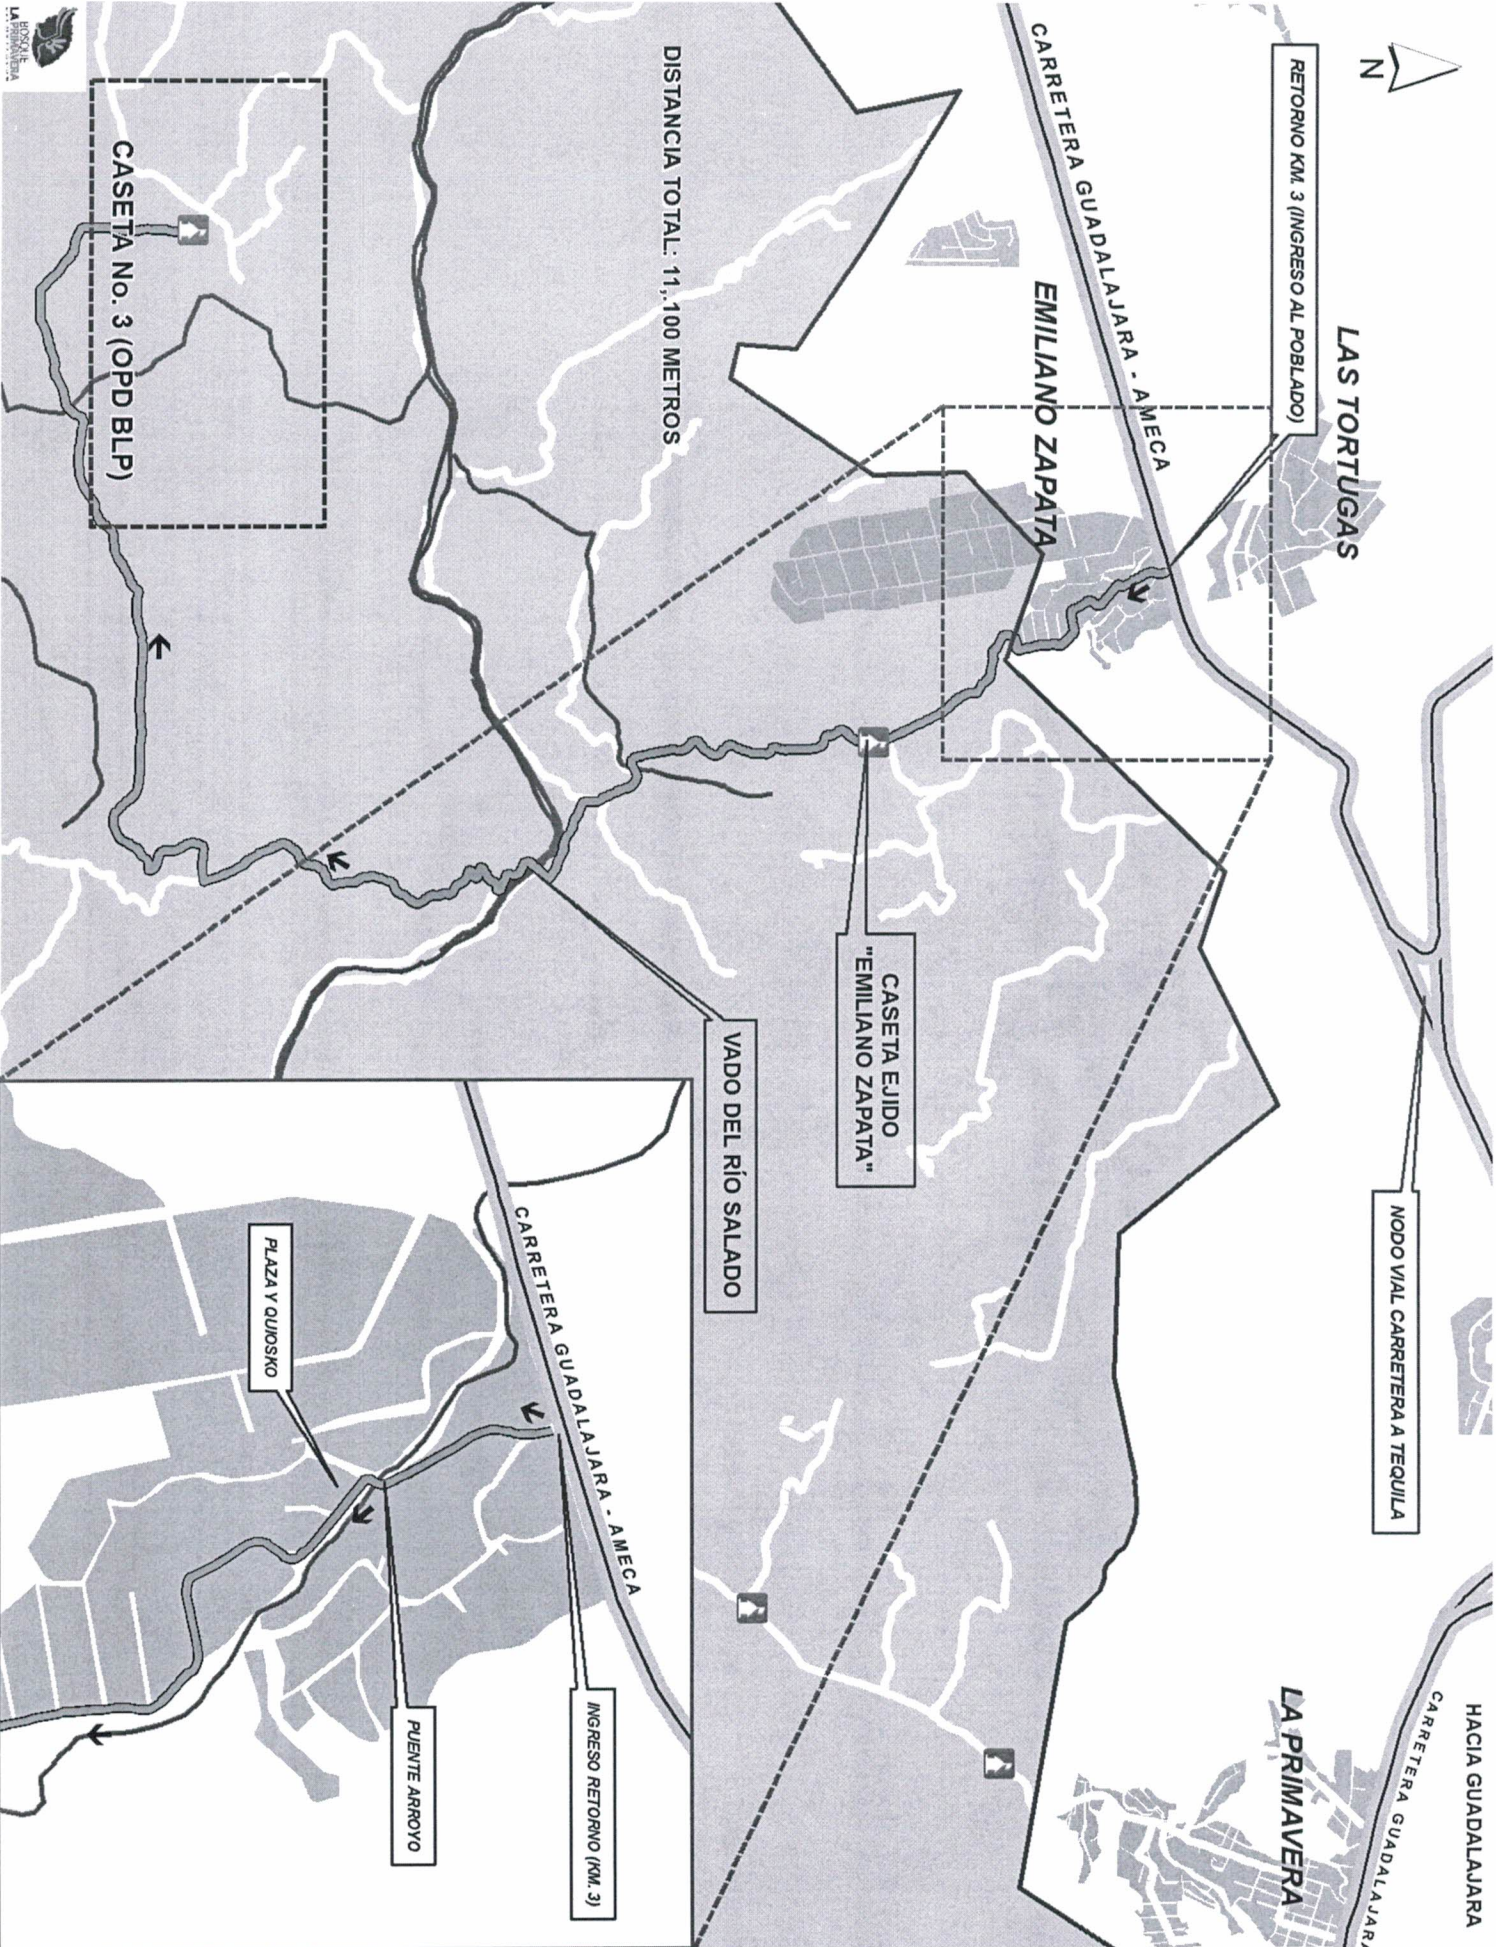 HACIA GUADALAJARA
CARRETERA GUADALAJARA
LA PRIMAVERA
NODO VIAL CARRETERA A TEQUILA
LAS TORTUGAS
RETORNO KM. 3 (INGRESO AL POBLADO)
N
CARRETERA GUADALAJARA - AMECA
EMILIANO ZAPATA
CASETA EJIDO
"EMILIANO ZAPATA"
VADO DEL RÍO SALADO
DISTANCIA TOTAL: 11,.100 METROS
CASETA No. 3 (OPD BLP)
CARRETERA GUADALAJARA - AMECA
INGRESO RETORNO (KM. 3)
PLAZA Y QUIOSKO
PUENTE ARROYO
BOSQUE
LA PRIMAVERA